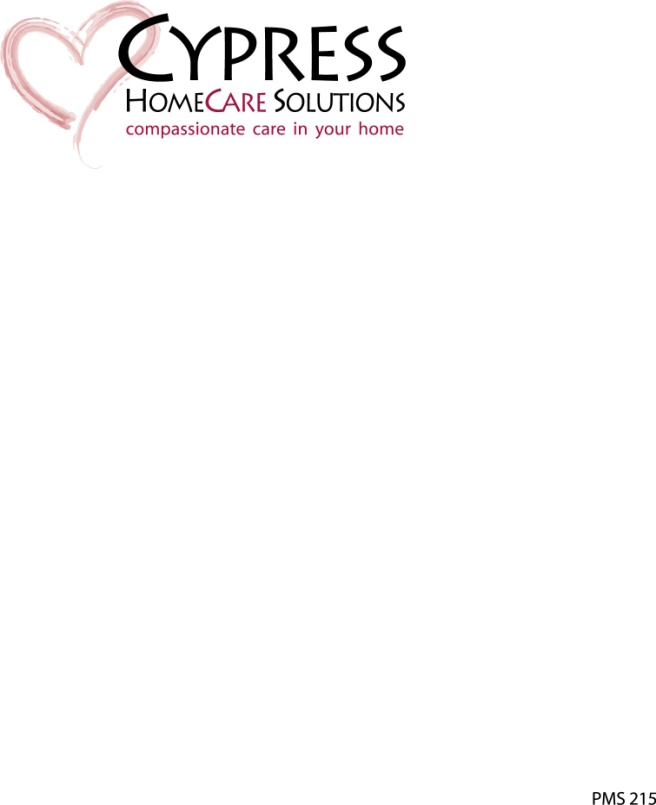 CYPRESS
HOMECARE SOLUTIONS
compassionate care in your home
PMS 215